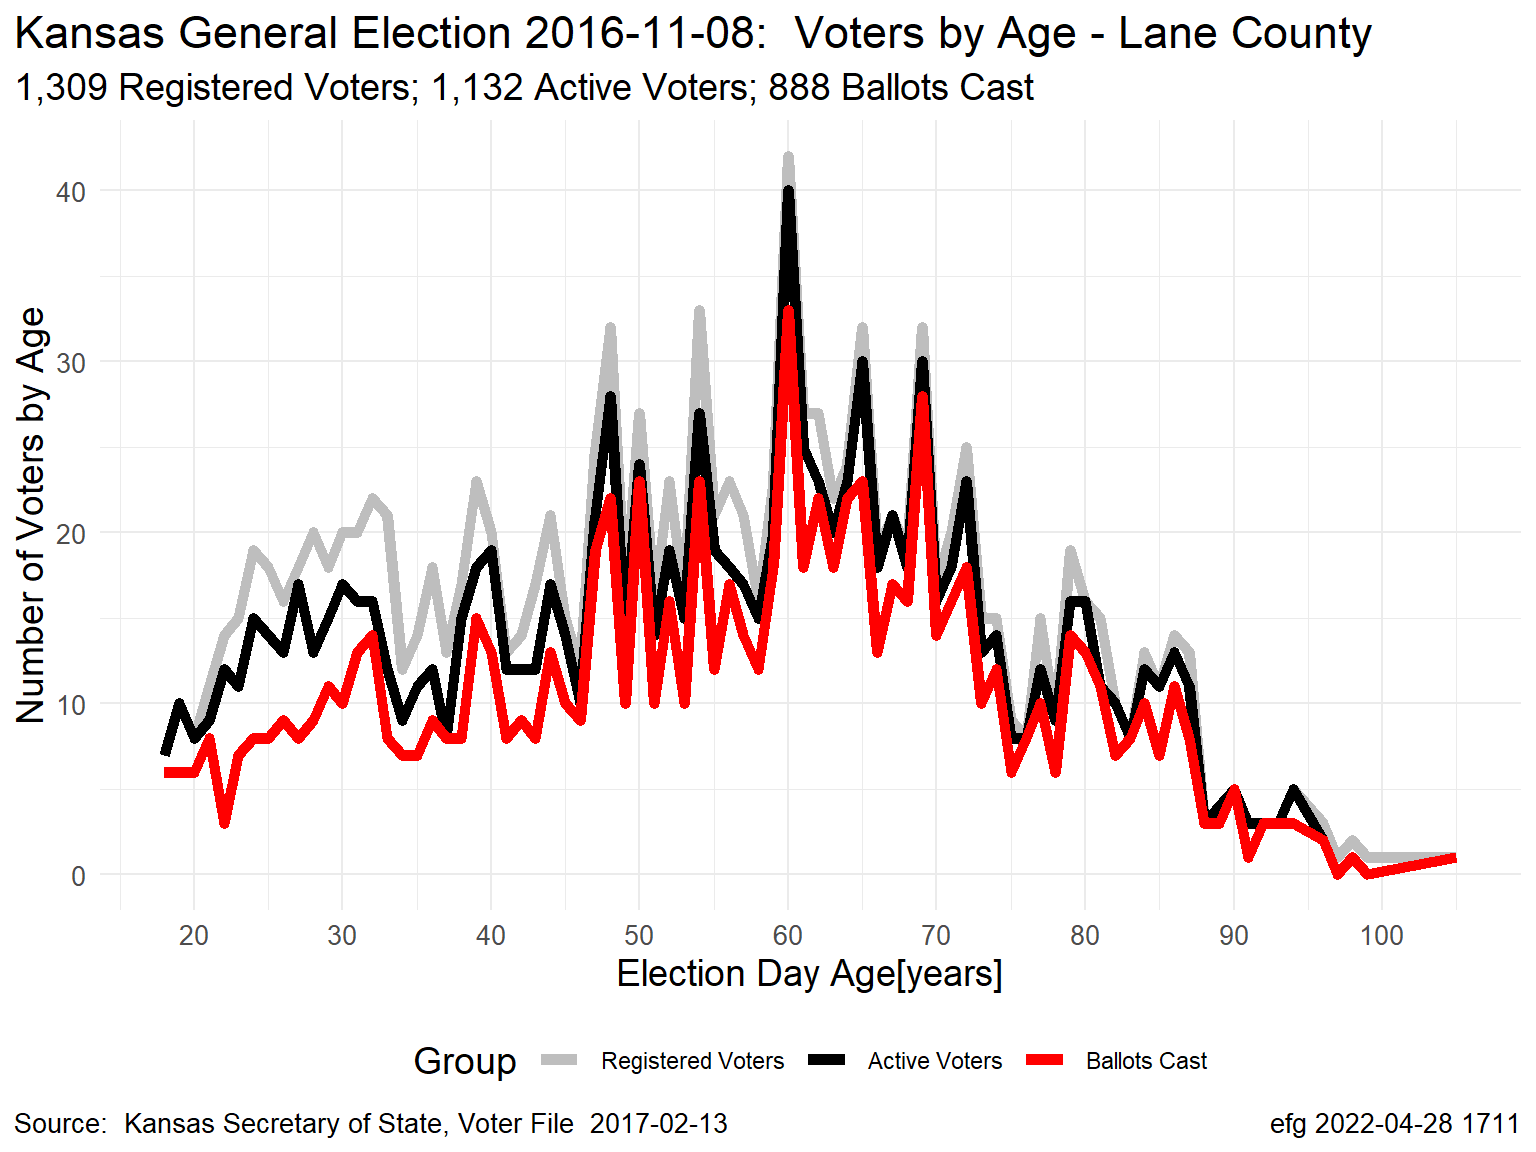 Kansas General Election 2016-11-08:  Voters by Age - Lane County
1,309 Registered Voters; 1,132 Active Voters; 888 Ballots Cast
Number of Voters by Age
40
30
20
10
0
20 30 40 50 60 70 80 90 100
Election Day Age[years]
Group Registered Voters Active Voters Ballots Cast
Source:  Kansas Secretary of State, Voter File  2017-02-13
efg 2022-04-28 1711